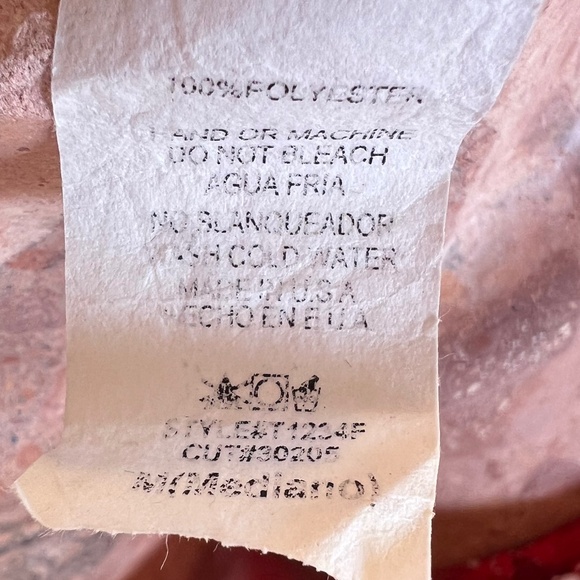 100% POLYESTER
HAND OR MACHINE
DO NOT BLEACH
AGUA FRIA
NO BLANQUEADOR
WASH COLD WATER
MADE IN U.S.A
HECHO EN E U A
STYLE#T1234F
CUT#30205
M(Mediano)